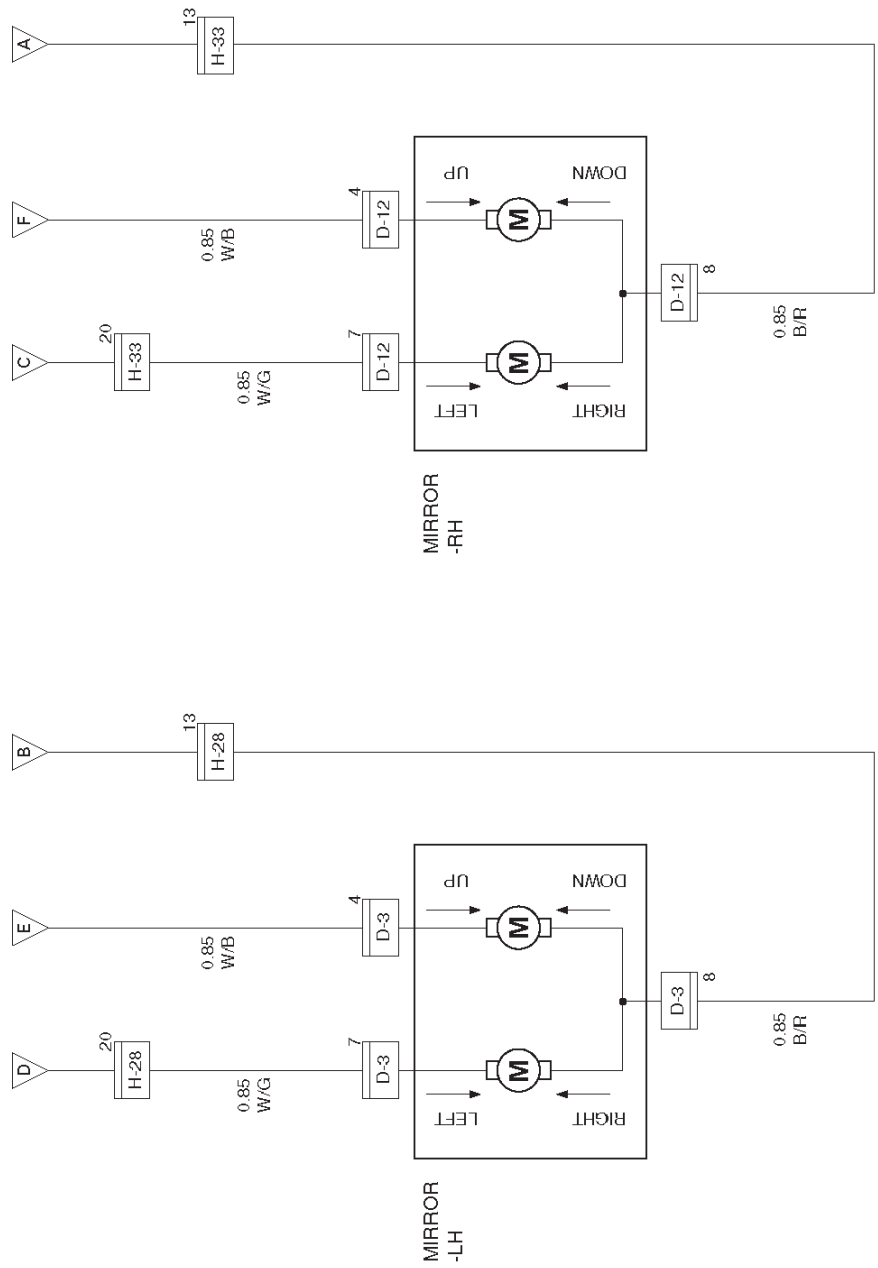 A
13
H-33
F
0.85
W/B
4
D-12
C
20
H-33
0.85
W/G
7
D-12
UP
DOWN
M
M
LEFT
RIGHT
D-12
8
0.85
B/R
MIRROR
-RH
B
13
H-28
E
0.85
W/B
4
D-3
D
20
H-28
0.85
W/G
7
D-3
UP
DOWN
M
M
LEFT
RIGHT
D-3
8
0.85
B/R
MIRROR
-LH